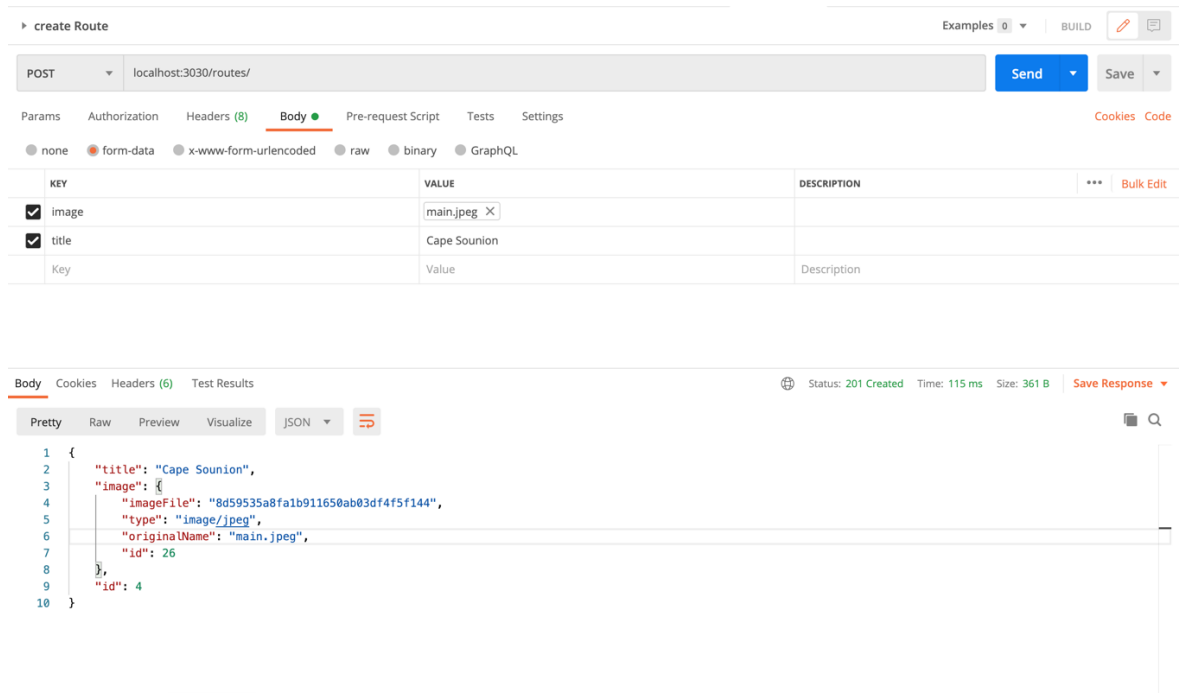 create Route Examples 0 BUILD
POST localhost:3030/routes/ Send Save
Params Authorization Headers (8) Body Pre-request Script Tests Settings Cookies Code
none form-data x-www-form-urlencoded raw binary GraphQL
KEY VALUE DESCRIPTION ••• Bulk Edit
image main.jpeg
title Cape Sounion
Key Value Description
Body Cookies Headers (6) Test Results Status: 201 Created Time: 115 ms Size: 361 B Save Response
Pretty Raw Preview Visualize JSON
1 {
2 "title": "Cape Sounion",
3 "image": {
4 "imageFile": "8d59535a8fa1b911650ab03df4f5f144",
5 "type": "image/jpeg",
6 "originalName": "main.jpeg",
7 "id": 26
8 },
9 "id": 4
10 }